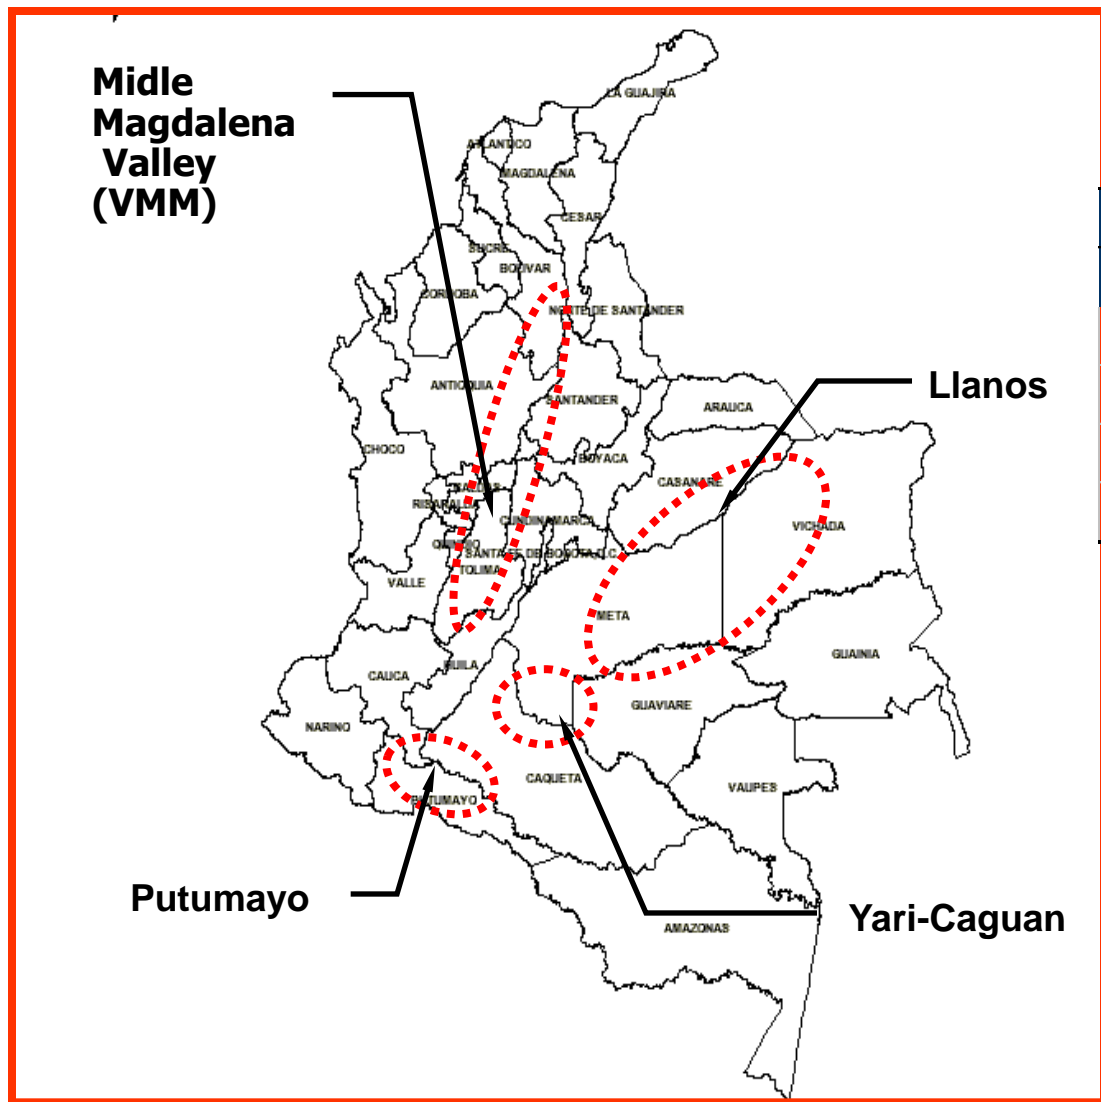 Midle
Magdalena
Valley
(VMM)
LA GUAJIRA
ATLANTICO
MAGDALENA
CESAR
SUCRE
BOLIVAR
CORDOBA
NORTE DE SANTANDER
ANTIOQUIA
SANTANDER
ARAUCA
Llanos
CHOCO
BOYACA
CASANARE
CALDAS
RISARALDA
CUNDINAMARCA
VICHADA
QUINDIO
SANTA FE DE BOGOTA, D.C.
TOLIMA
VALLE
META
GUAINIA
HUILA
CAUCA
GUAVIARE
NARINO
CAQUETA
VAUPES
PUTUMAYO
Putumayo
Yari-Caguan
AMAZONAS